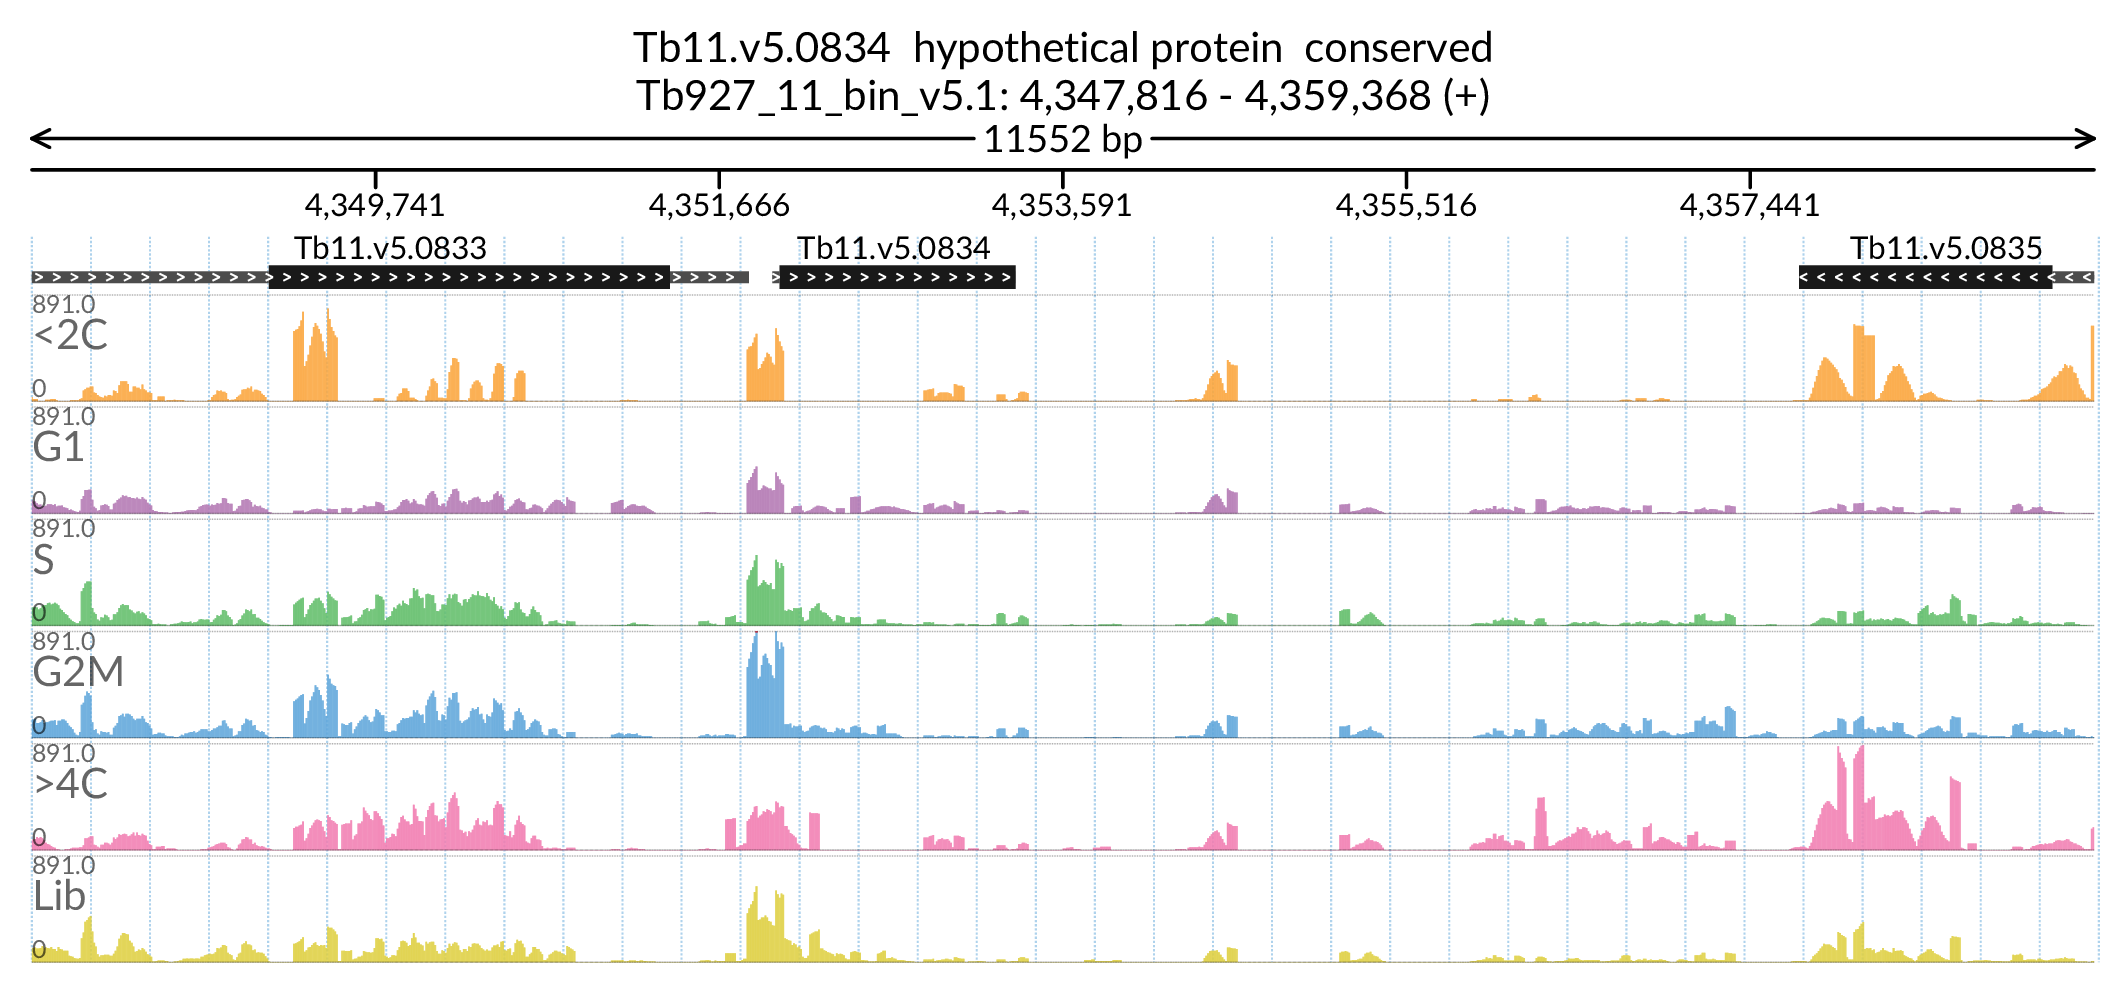 Tb11.v5.0834  hypothetical protein  conserved
Tb927_11_bin_v5.1: 4,347,816 - 4,359,368 (+)
11552 bp
4,349,741 4,351,666 4,353,591 4,355,516 4,357,441
Tb11.v5.0833 Tb11.v5.0834 Tb11.v5.0835
891.0
<2C
0
891.0
G1
0
891.0
S
0
891.0
G2M
0
891.0
>4C
0
891.0
Lib
0